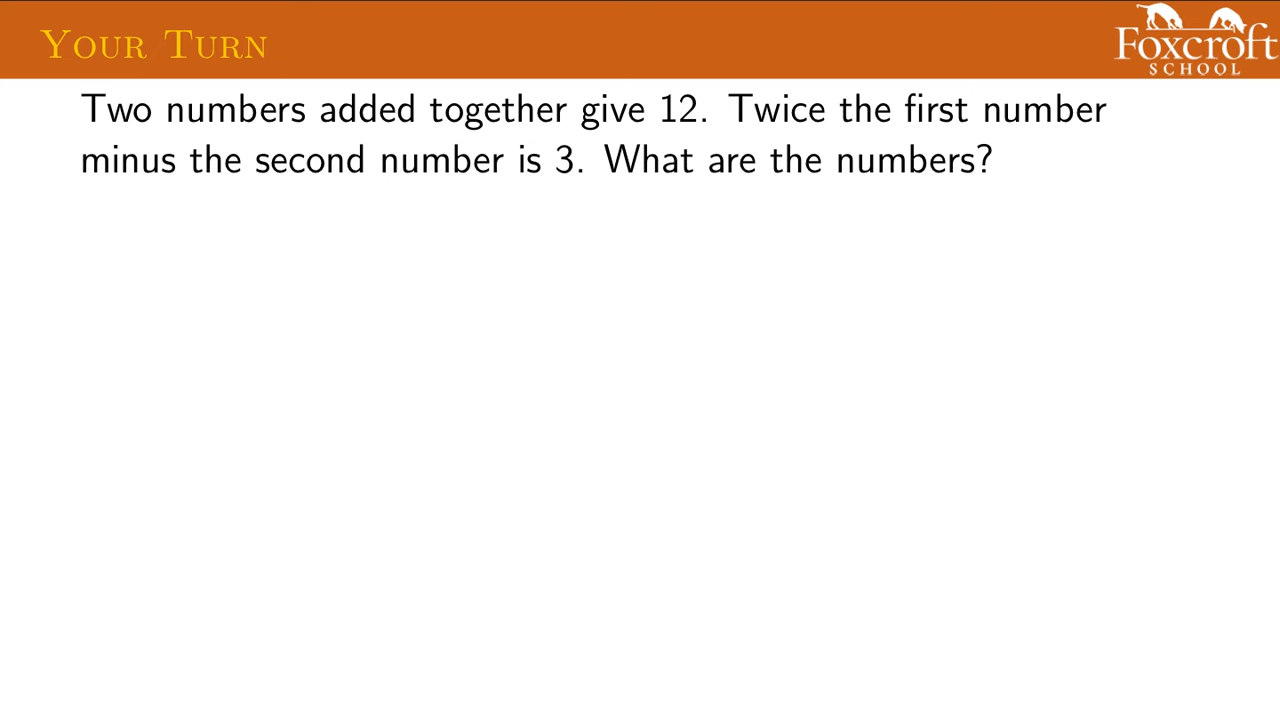 Your Turn
Foxcroft
SCHOOL
Two numbers added together give 12. Twice the first number
minus the second number is 3. What are the numbers?